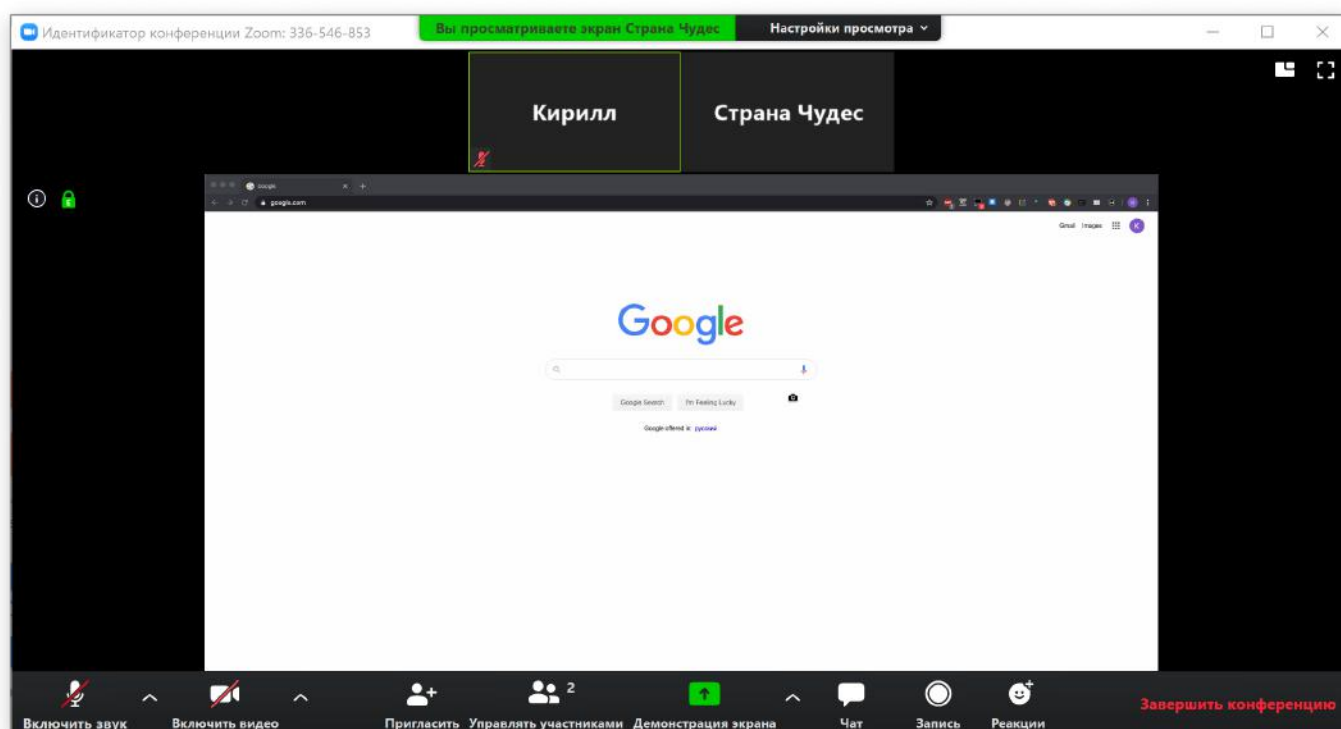 Идентификатор конференции Zoom: 336-546-853
Вы просматриваете экран Страна Чудес
Настройки просмотра
Кирилл
Страна Чудес
Google
google.com
Gmail Images
K
Google
Google Search
I'm Feeling Lucky
Google offered in: русский
2
Включить звук
Включить видео
Пригласить
Управлять участниками
Демонстрация экрана
Чат
Запись
Реакции
Завершить конференцию